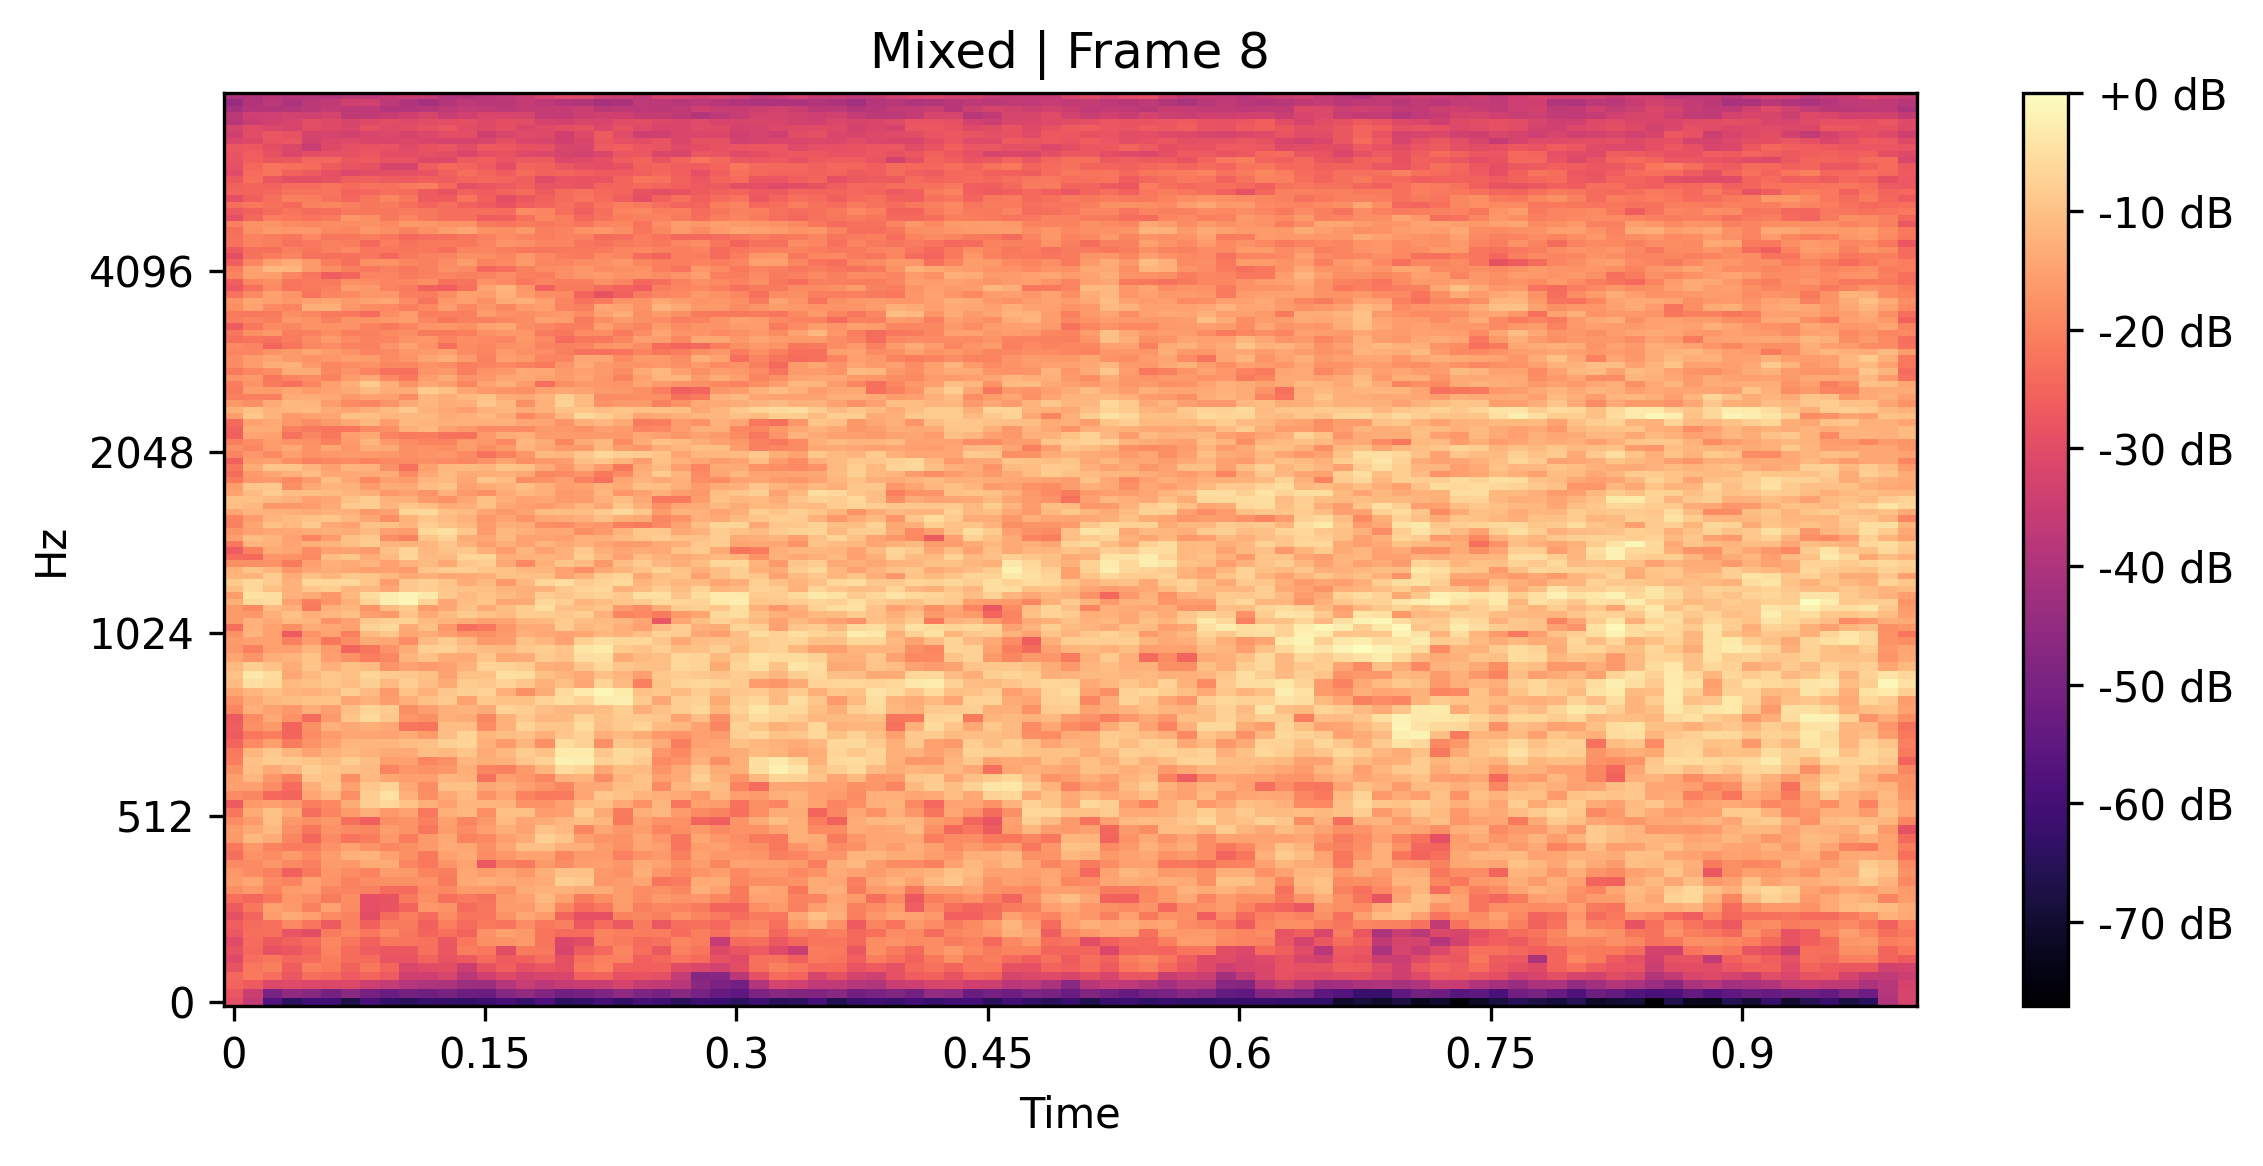 Mixed | Frame 8
+0 dB
-10 dB
-20 dB
-30 dB
-40 dB
-50 dB
-60 dB
-70 dB
Hz
4096
2048
1024
512
0
0 0.15 0.3 0.45 0.6 0.75 0.9
Time